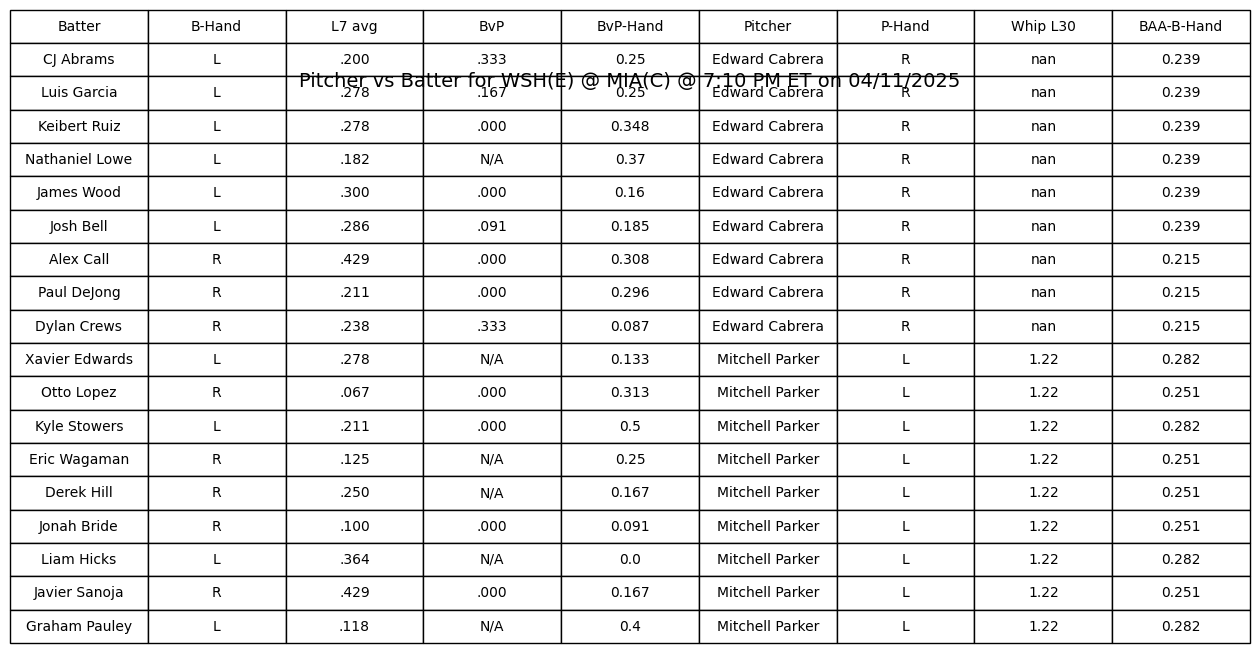 Batter B-Hand L7 avg BvP BvP-Hand Pitcher P-Hand Whip L30 BAA-B-Hand
CJ Abrams L .200 .333 0.25 Edward Cabrera R nan 0.239
Pitcher vs Batter for WSH(E) @ MIA(C) @ 7:10 PM ET on 04/11/2025
Luis Garcia L .278 .167 0.25 Edward Cabrera R nan 0.239
Keibert Ruiz L .278 .000 0.348 Edward Cabrera R nan 0.239
Nathaniel Lowe L .182 N/A 0.37 Edward Cabrera R nan 0.239
James Wood L .300 .000 0.16 Edward Cabrera R nan 0.239
Josh Bell L .286 .091 0.185 Edward Cabrera R nan 0.239
Alex Call R .429 .000 0.308 Edward Cabrera R nan 0.215
Paul DeJong R .211 .000 0.296 Edward Cabrera R nan 0.215
Dylan Crews R .238 .333 0.087 Edward Cabrera R nan 0.215
Xavier Edwards L .278 N/A 0.133 Mitchell Parker L 1.22 0.282
Otto Lopez R .067 .000 0.313 Mitchell Parker L 1.22 0.251
Kyle Stowers L .211 .000 0.5 Mitchell Parker L 1.22 0.282
Eric Wagaman R .125 N/A 0.25 Mitchell Parker L 1.22 0.251
Derek Hill R .250 N/A 0.167 Mitchell Parker L 1.22 0.251
Jonah Bride R .100 .000 0.091 Mitchell Parker L 1.22 0.251
Liam Hicks L .364 N/A 0.0 Mitchell Parker L 1.22 0.282
Javier Sanoja R .429 .000 0.167 Mitchell Parker L 1.22 0.251
Graham Pauley L .118 N/A 0.4 Mitchell Parker L 1.22 0.282